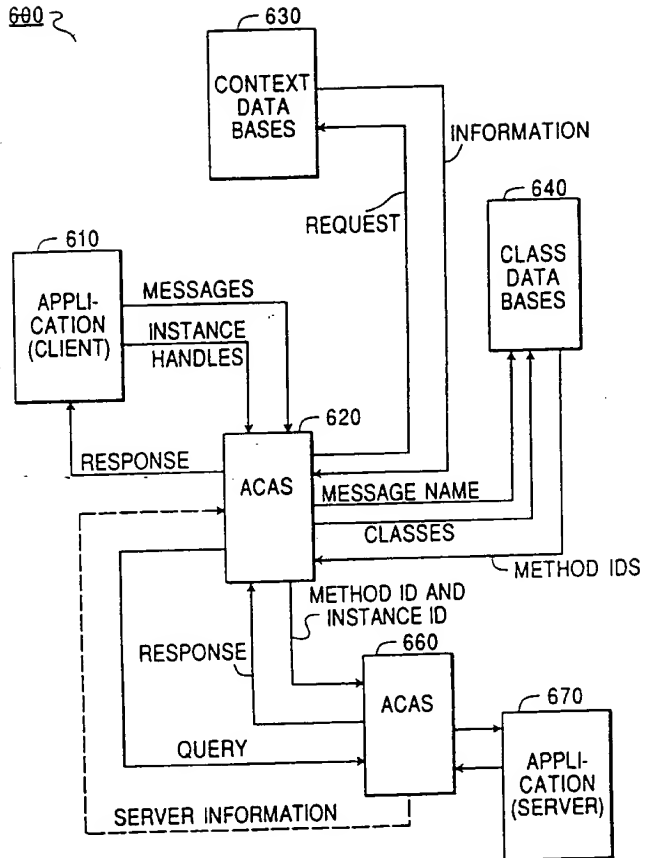 600
630
CONTEXT
DATA
BASES
INFORMATION
REQUEST
640
CLASS
DATA
BASES
610
APPLI-
CATION
(CLIENT)
MESSAGES
INSTANCE
HANDLES
620
RESPONSE
ACAS
MESSAGE NAME
CLASSES
METHOD IDS
METHOD ID AND
INSTANCE ID
RESPONSE
660
ACAS
670
APPLI-
CATION
(SERVER)
QUERY
SERVER INFORMATION